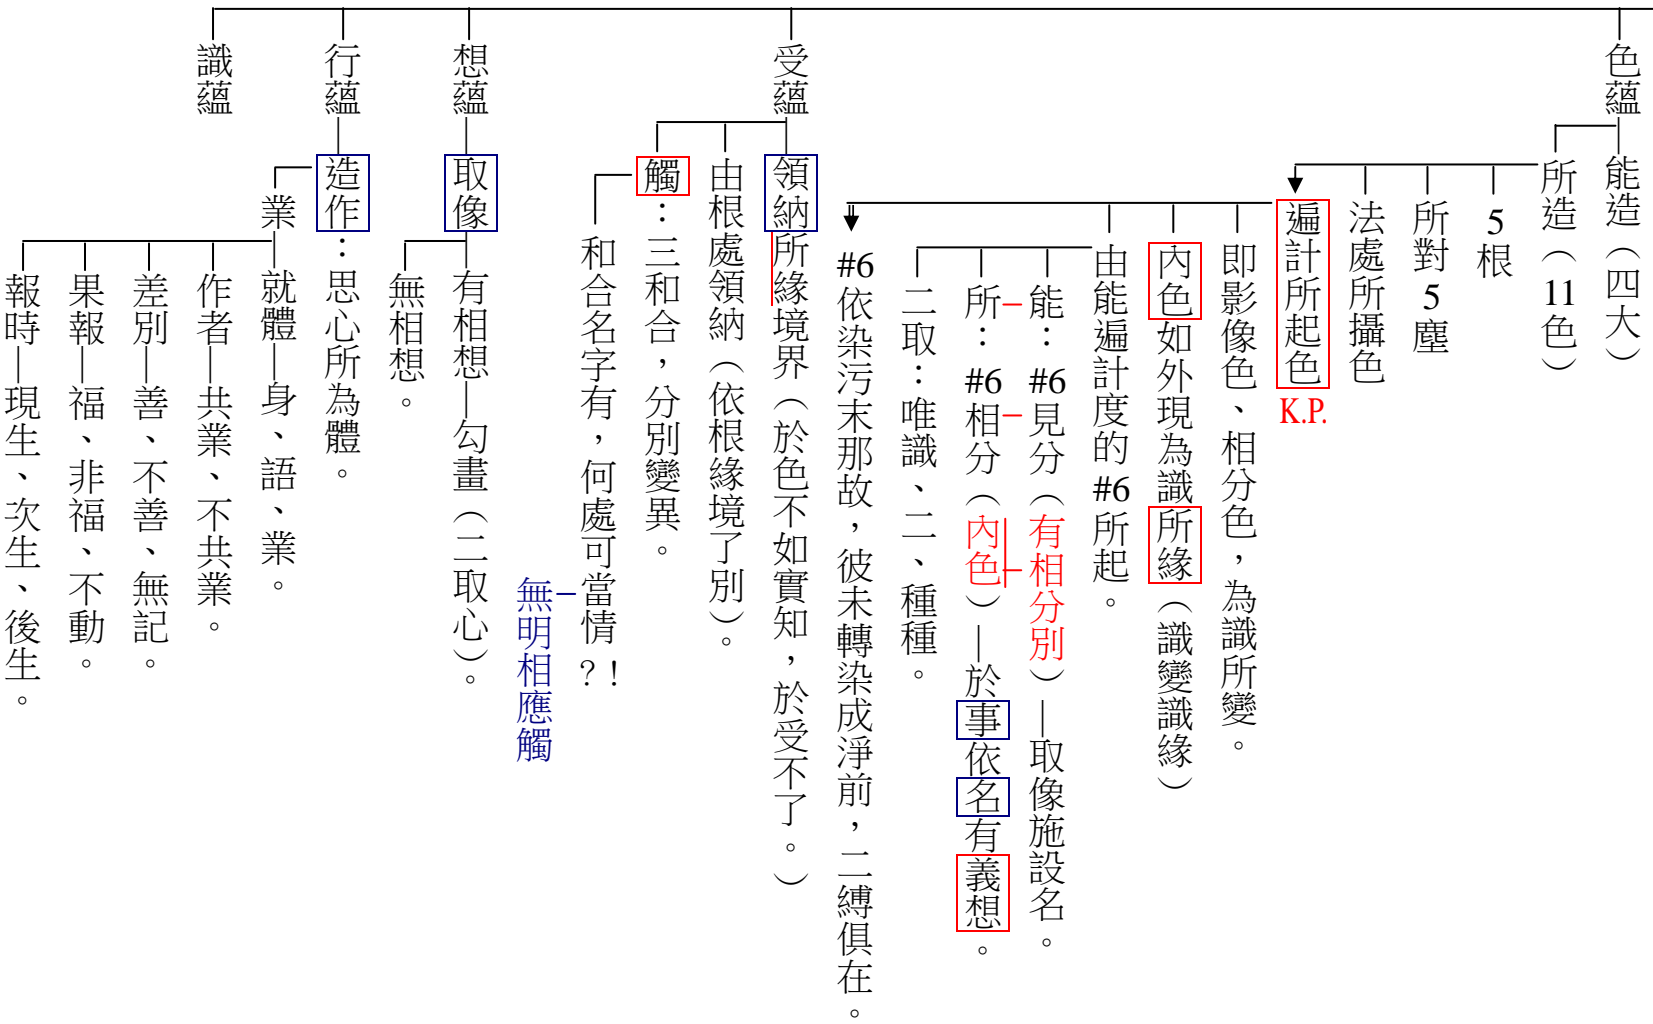 色蘊
能造（四大）
所造（11色）
5根
所對5塵
法處所攝色
遍計所起色
K.P.
即影像色、相分色，為識所變。
內色如外現為識所緣（識變識緣）
由能遍計度的#6所起。
能：#6見分（有相分別）—取像施設名。
所：#6相分（內色）—於事依名有義想。
二取：唯識、二、種種。
#6依染污末那故，彼未轉染成淨前，二縛俱在。
受蘊
領納所緣境界（於色不如實知，於受不了。）
由根處領納（依根緣境了別）。
觸：三和合，分別變異。
和合名字有，何處可當情?!
無明相應觸
想蘊
取像
有相想—勾畫（二取心）。
無相想。
行蘊
造作：思心所為體。
業
就體—身、語、業。
作者—共業、不共業。
差別—善、不善、無記。
果報—福、非福、不動。
報時—現生、次生、後生。
識蘊